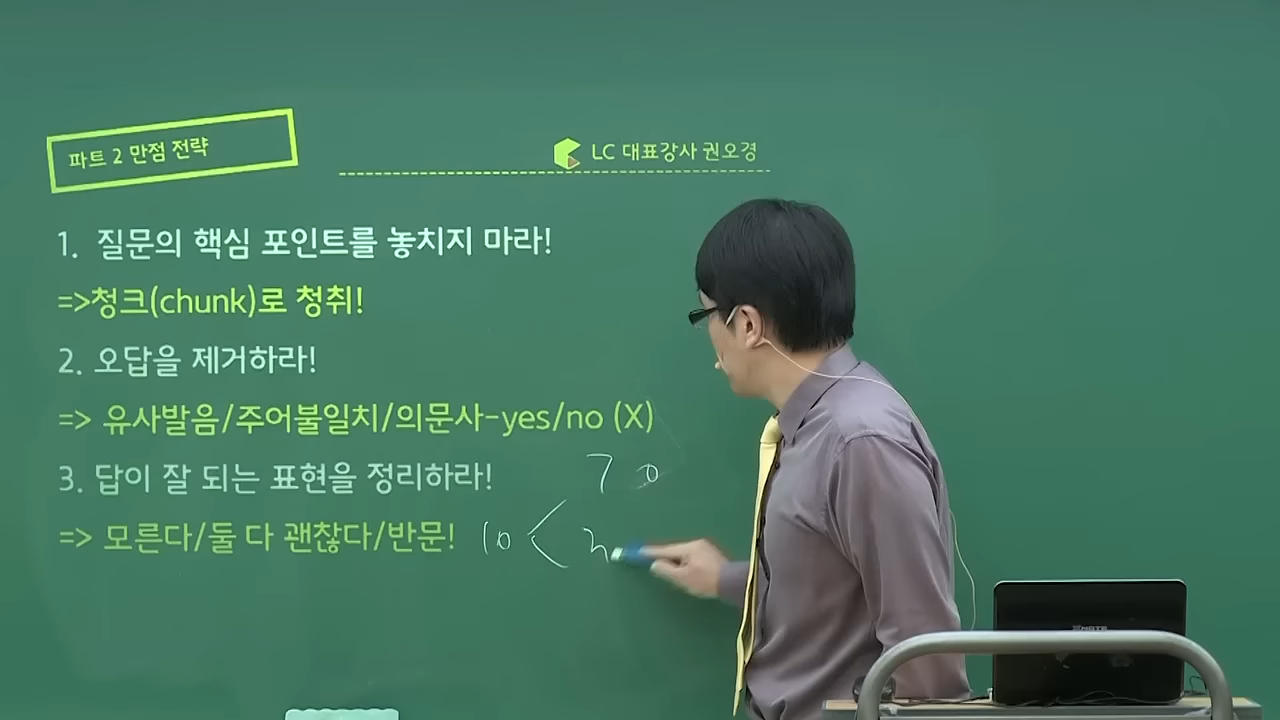 파트 2 만점 전략
LC 대표강사 권오경
1. 질문의 핵심 포인트를 놓치지 마라!
=>청크(chunk)로 청취!
2. 오답을 제거하라!
=> 유사발음/주어불일치/의문사-yes/no (X)
3. 답이 잘 되는 표현을 정리하라!
7 0
=> 모른다/둘 다 괜찮다/반문! 10 <